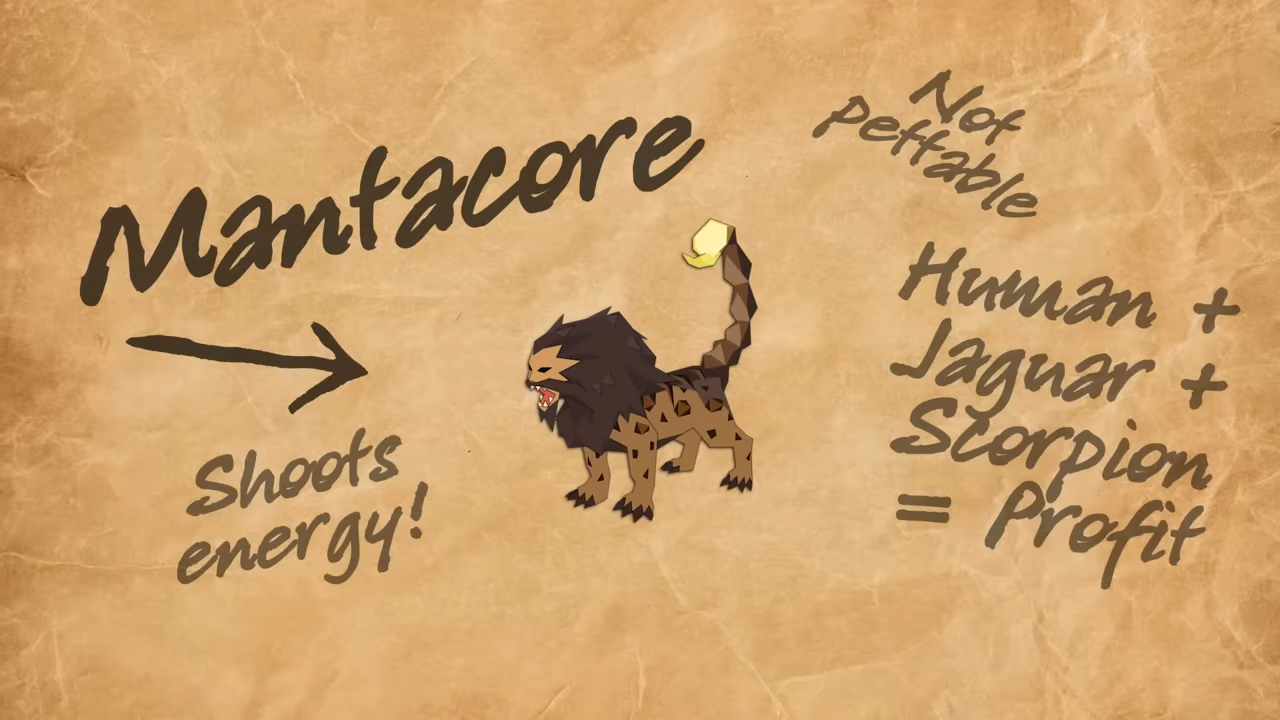 Mantacore
Shoots
energy!
Not
Pettable
Human +
Jaguar +
Scorpion
= Profit